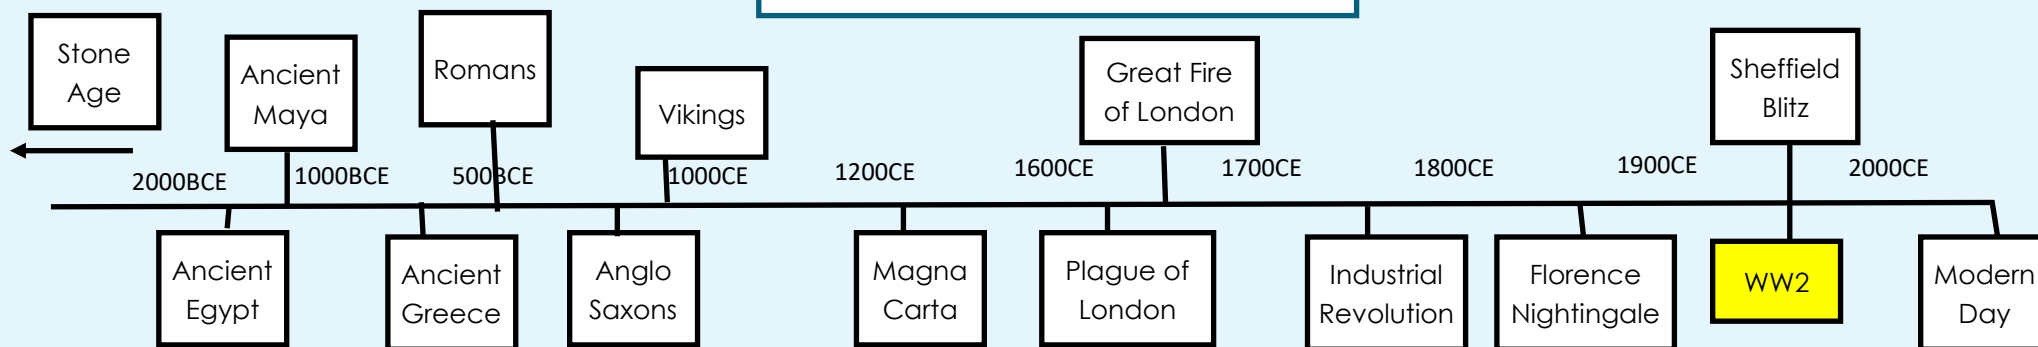 Stone
Age
Ancient
Maya
Romans
Vikings
Great Fire
of London
Sheffield
Blitz
2000BCE
1000BCE
500BCE
1000CE
1200CE
1600CE
1700CE
1800CE
1900CE
2000CE
Ancient
Egypt
Ancient
Greece
Anglo
Saxons
Magna
Carta
Plague of
London
Industrial
Revolution
Florence
Nightingale
WW2
Modern
Day